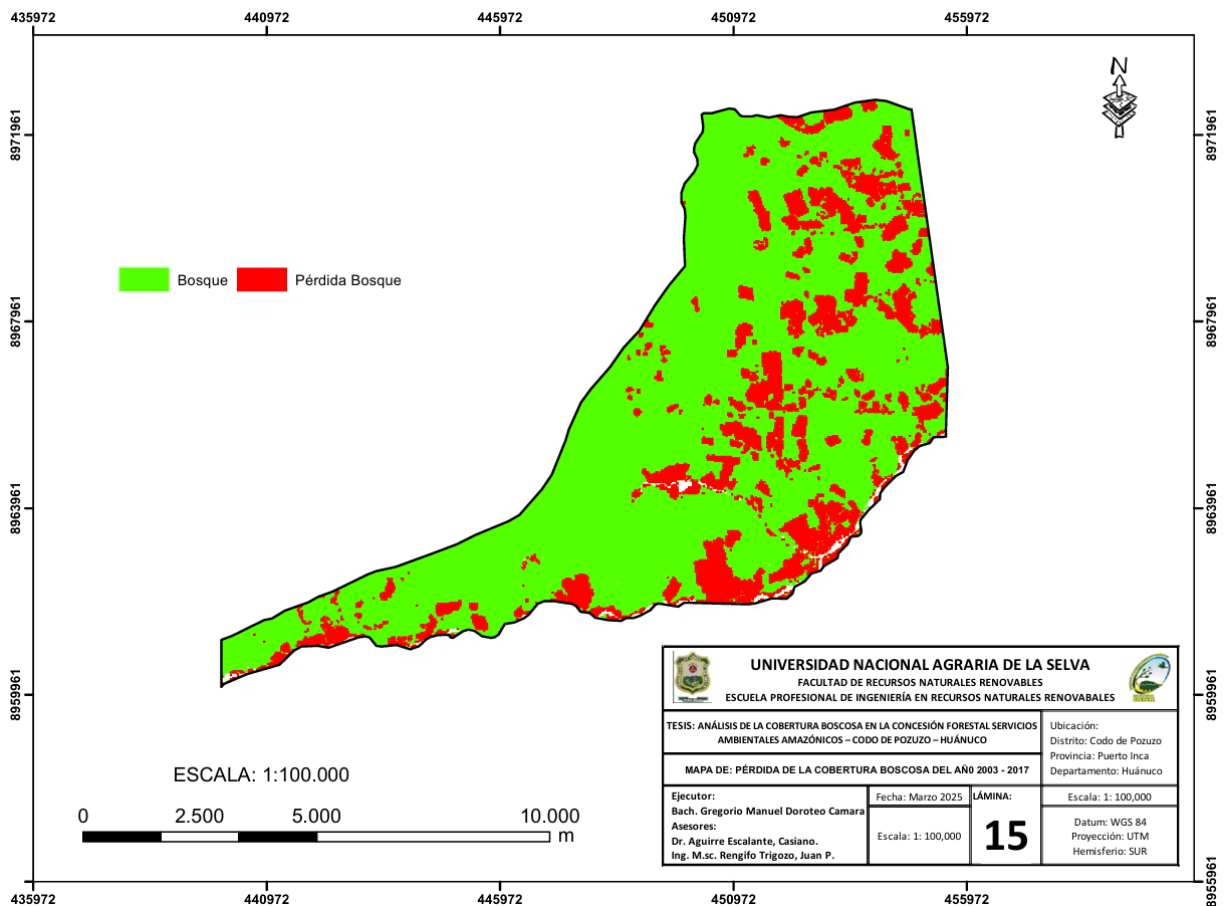 435972
440972
445972
450972
455972
N
8971961
8971961
Bosque
Pérdida Bosque
8967961
8967961
8963961
8963961
8959961
8959961
UNIVERSIDAD NACIONAL AGRARIA DE LA SELVA
FACULTAD DE RECURSOS NATURALES RENOVABLES
ESCUELA PROFESIONAL DE INGENIERÍA EN RECURSOS NATURALES RENOVABALES
TESIS: ANÁLISIS DE LA COBERTURA BOSCOSA EN LA CONCESIÓN FORESTAL SERVICIOS
AMBIENTALES AMAZÓNICOS – CODO DE POZUZO – HUÁNUCO
Ubicación:
Distrito: Codo de Pozuzo
Provincia: Puerto Inca
Departamento: Huánuco
MAPA DE: PÉRDIDA DE LA COBERTURA BOSCOSA DEL AÑ0 2003 - 2017
Ejecutor:
Bach. Gregorio Manuel Doroteo Camara
Asesores:
Dr. Aguirre Escalante, Casiano.
Ing. M.sc. Rengifo Trigozo, Juan P.
Fecha: Marzo 2025
Escala: 1: 100,000
LÁMINA:
15
Escala: 1: 100,000
Datum: WGS 84
Proyección: UTM
Hemisferio: SUR
ESCALA: 1:100.000
0 2.500 5.000 10.000
m
8955961
8955961
435972
440972
445972
450972
455972